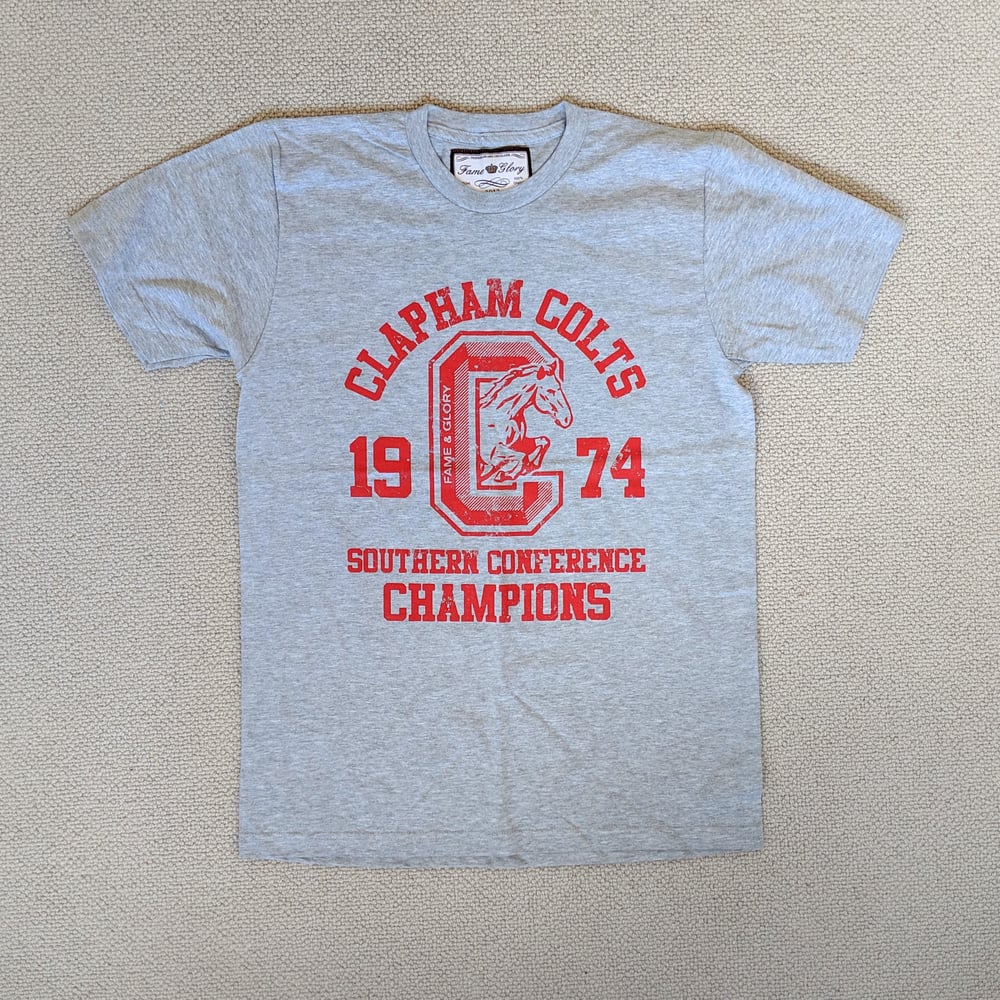 Fame Glory
CLAPHAM COLTS
FAME & GLORY
19 74
SOUTHERN CONFERENCE
CHAMPIONS